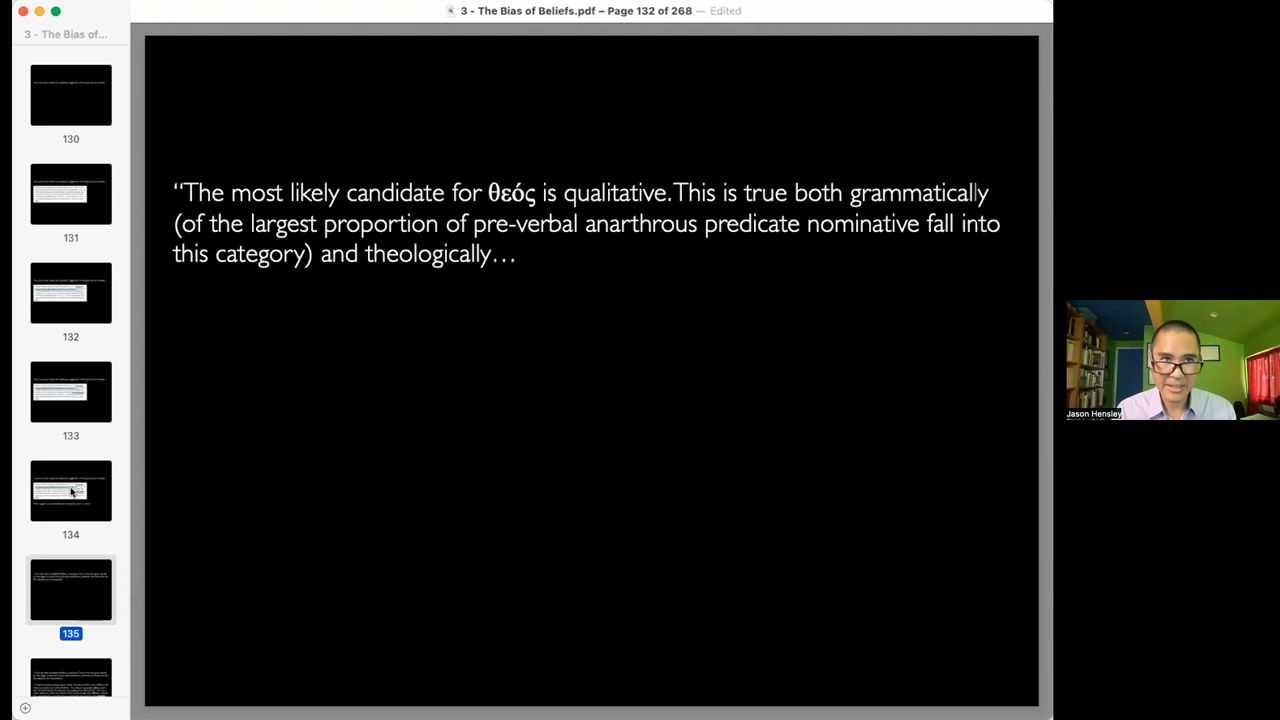 3 - The Bias of Beliefs.pdf – Page 132 of 268 — Edited
3 - The Bias of...
130
131
132
133
134
135
“The most likely candidate for θεός is qualitative. This is true both grammatically
(of the largest proportion of pre-verbal anarthrous predicate nominative fall into
this category) and theologically…
Jason Hensley